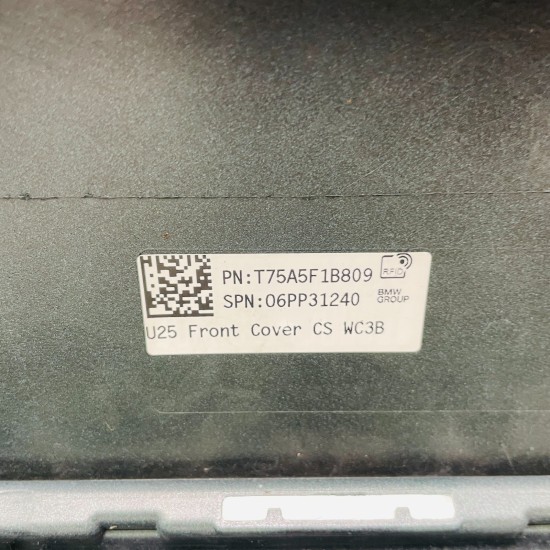 PN:T75A5F1B809
RFID
SPN:06PP31240
BMW
GROUP
U25 Front Cover CS WC3B